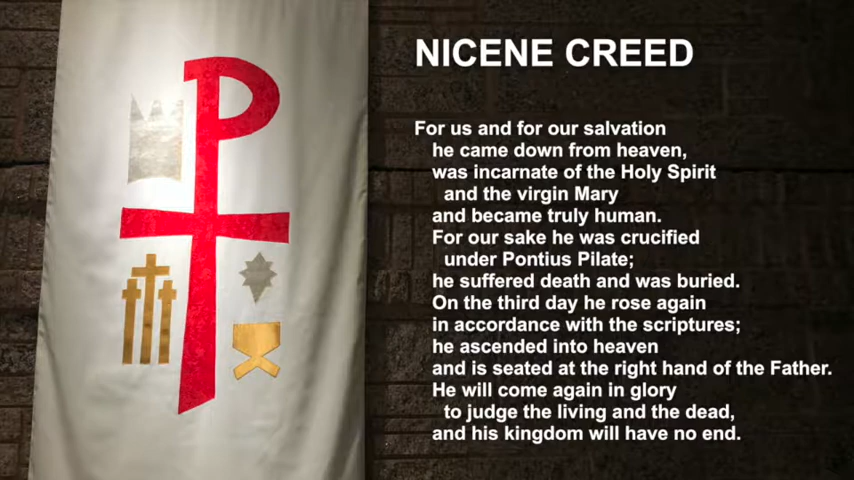 NICENE CREED
For us and for our salvation
he came down from heaven,
was incarnate of the Holy Spirit
and the virgin Mary
and became truly human.
For our sake he was crucified
under Pontius Pilate;
he suffered death and was buried.
On the third day he rose again
in accordance with the scriptures;
he ascended into heaven
and is seated at the right hand of the Father.
He will come again in glory
to judge the living and the dead,
and his kingdom will have no end.